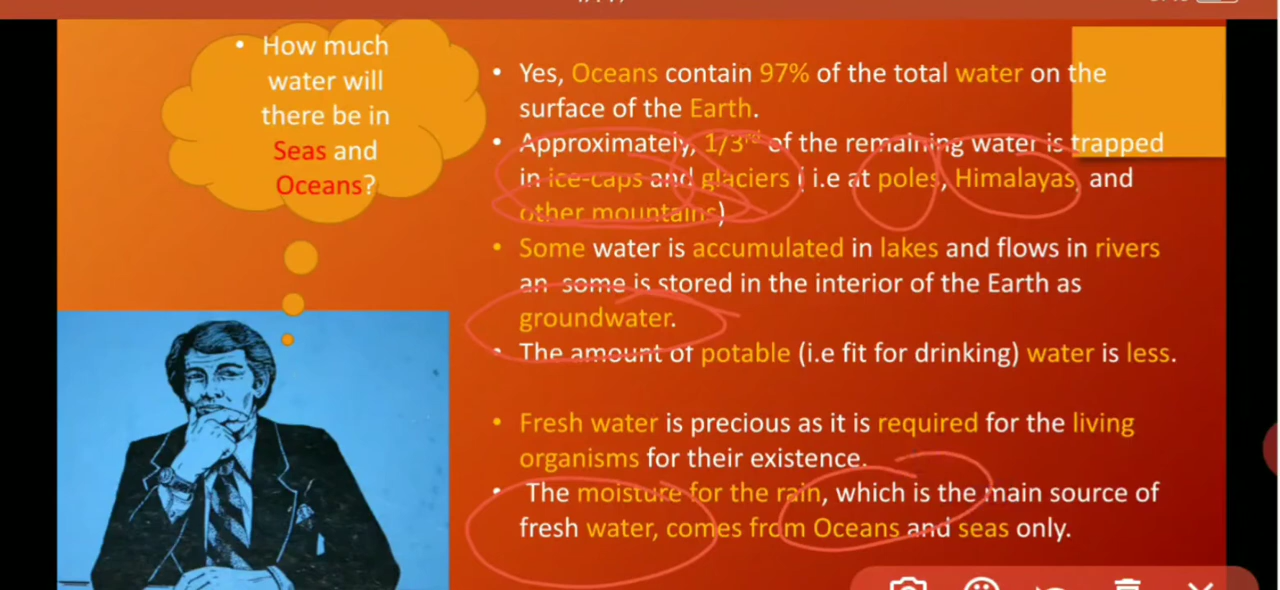 • How much
water will
there be in
Seas and
Oceans?
• Yes, Oceans contain 97% of the total water on the
surface of the Earth.
• Approximately, 1/3rd of the remaining water is trapped
in ice-caps and glaciers ( i.e at poles, Himalayas, and
other mountains)
• Some water is accumulated in lakes and flows in rivers
an some is stored in the interior of the Earth as
groundwater.
• The amount of potable (i.e fit for drinking) water is less.
• Fresh water is precious as it is required for the living
organisms for their existence.
• The moisture for the rain, which is the main source of
fresh water, comes from Oceans and seas only.